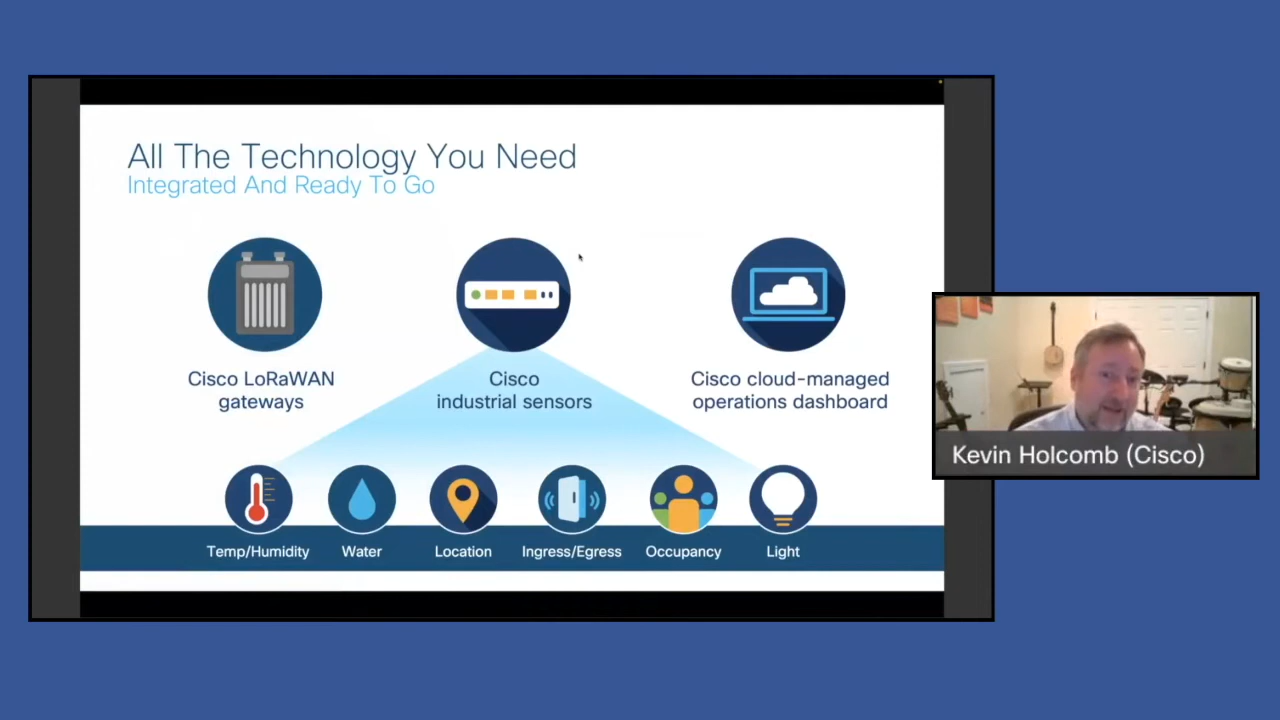 All The Technology You Need
Integrated And Ready To Go
Cisco LoRaWAN
gateways
Cisco
industrial sensors
Cisco cloud-managed
operations dashboard
Temp/Humidity
Water
Location
Ingress/Egress
Occupancy
Light
Kevin Holcomb (Cisco)